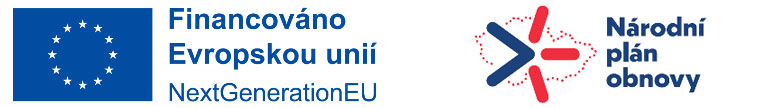 Financováno
Evropskou unií
NextGenerationEU
Národní
plán
obnovy